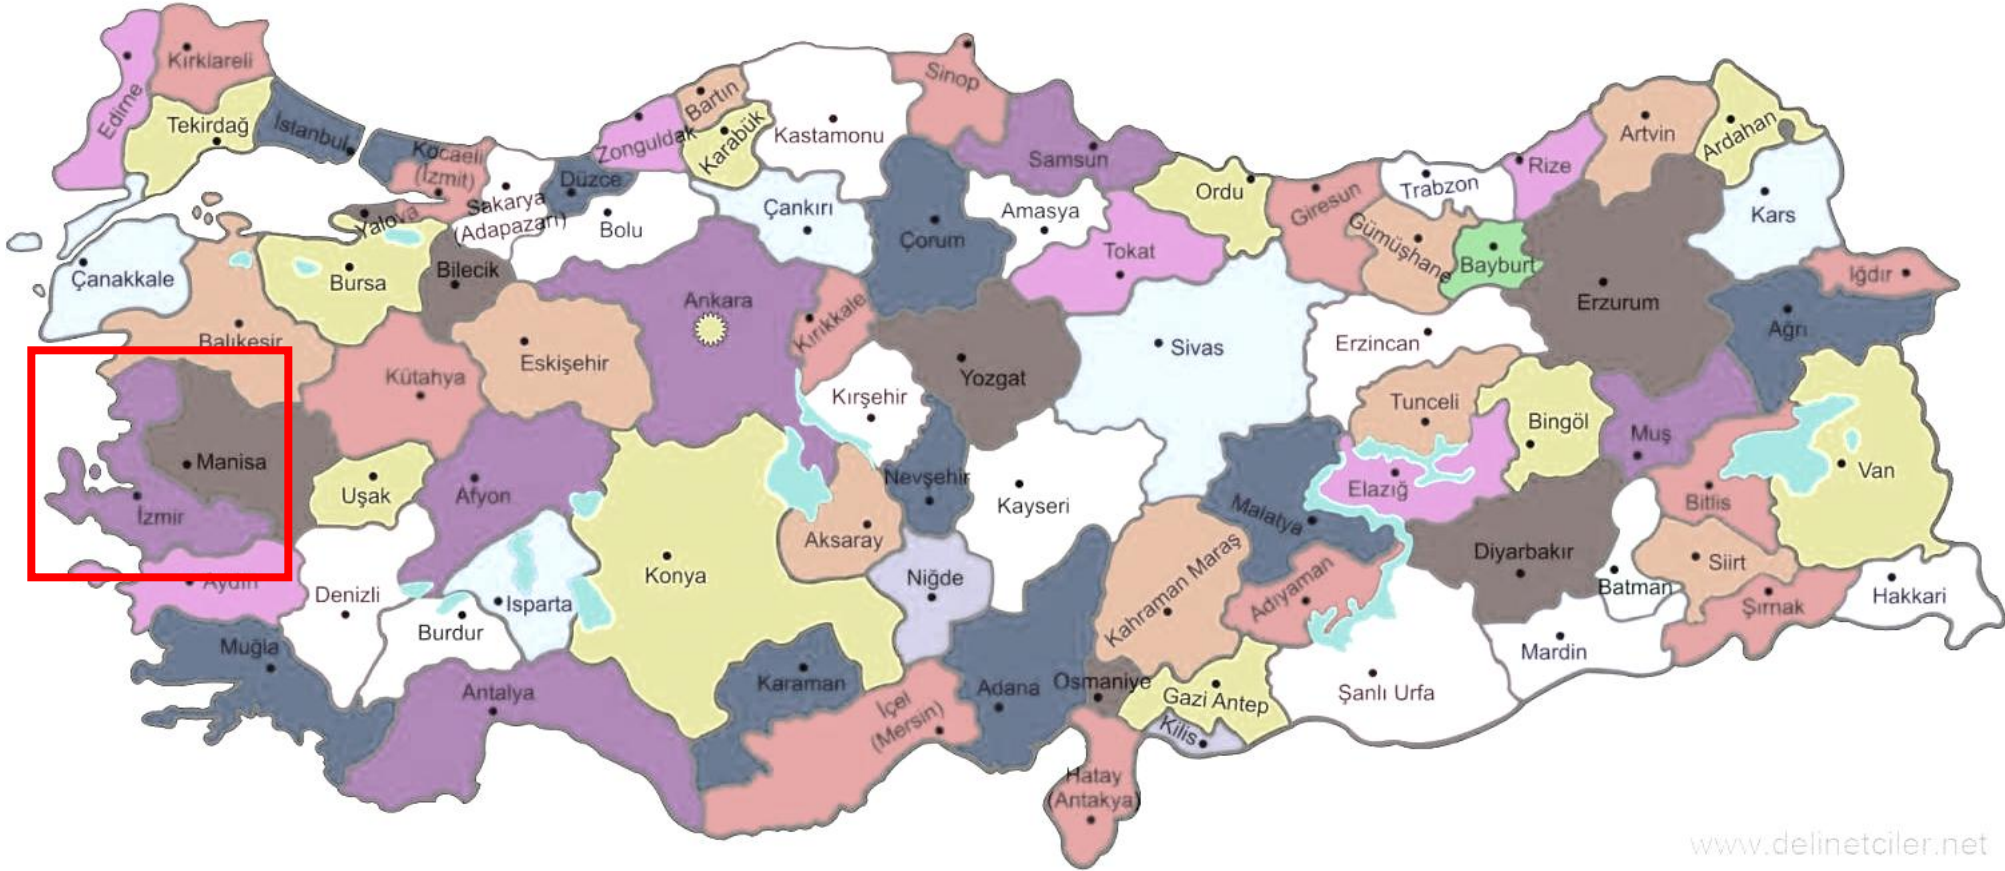 Kırklareli
Edirne
Tekirdağ
İstanbul
Kocaeli
(İzmit)
Sakarya
(Adapazarı)
Yalova
Düzce
Bolu
Zonguldak
Bartın
Karabük
Kastamonu
Sinop
Samsun
Çankırı
Çorum
Amasya
Tokat
Ordu
Giresun
Trabzon
Gümüşhane
Bayburt
Rize
Artvin
Ardahan
Kars
Iğdır
Ağrı
Erzurum
Erzincan
Sivas
Yozgat
Kırıkkale
Ankara
Eskişehir
Bilecik
Bursa
Çanakkale
Balıkesir
Kütahya
Manisa
İzmir
Uşak
Afyon
Aydın
Denizli
Muğla
Burdur
Isparta
Antalya
Konya
Karaman
Aksaray
Niğde
Nevşehir
Kırşehir
Kayseri
İçel
(Mersin)
Adana
Osmaniye
Hatay
(Antakya)
Kilis
Gazi Antep
Kahraman Maraş
Adıyaman
Malatya
Elazığ
Tunceli
Bingöl
Muş
Bitlis
Van
Diyarbakır
Batman
Siirt
Şırnak
Hakkari
Mardin
Şanlı Urfa
www.delinetciler.net